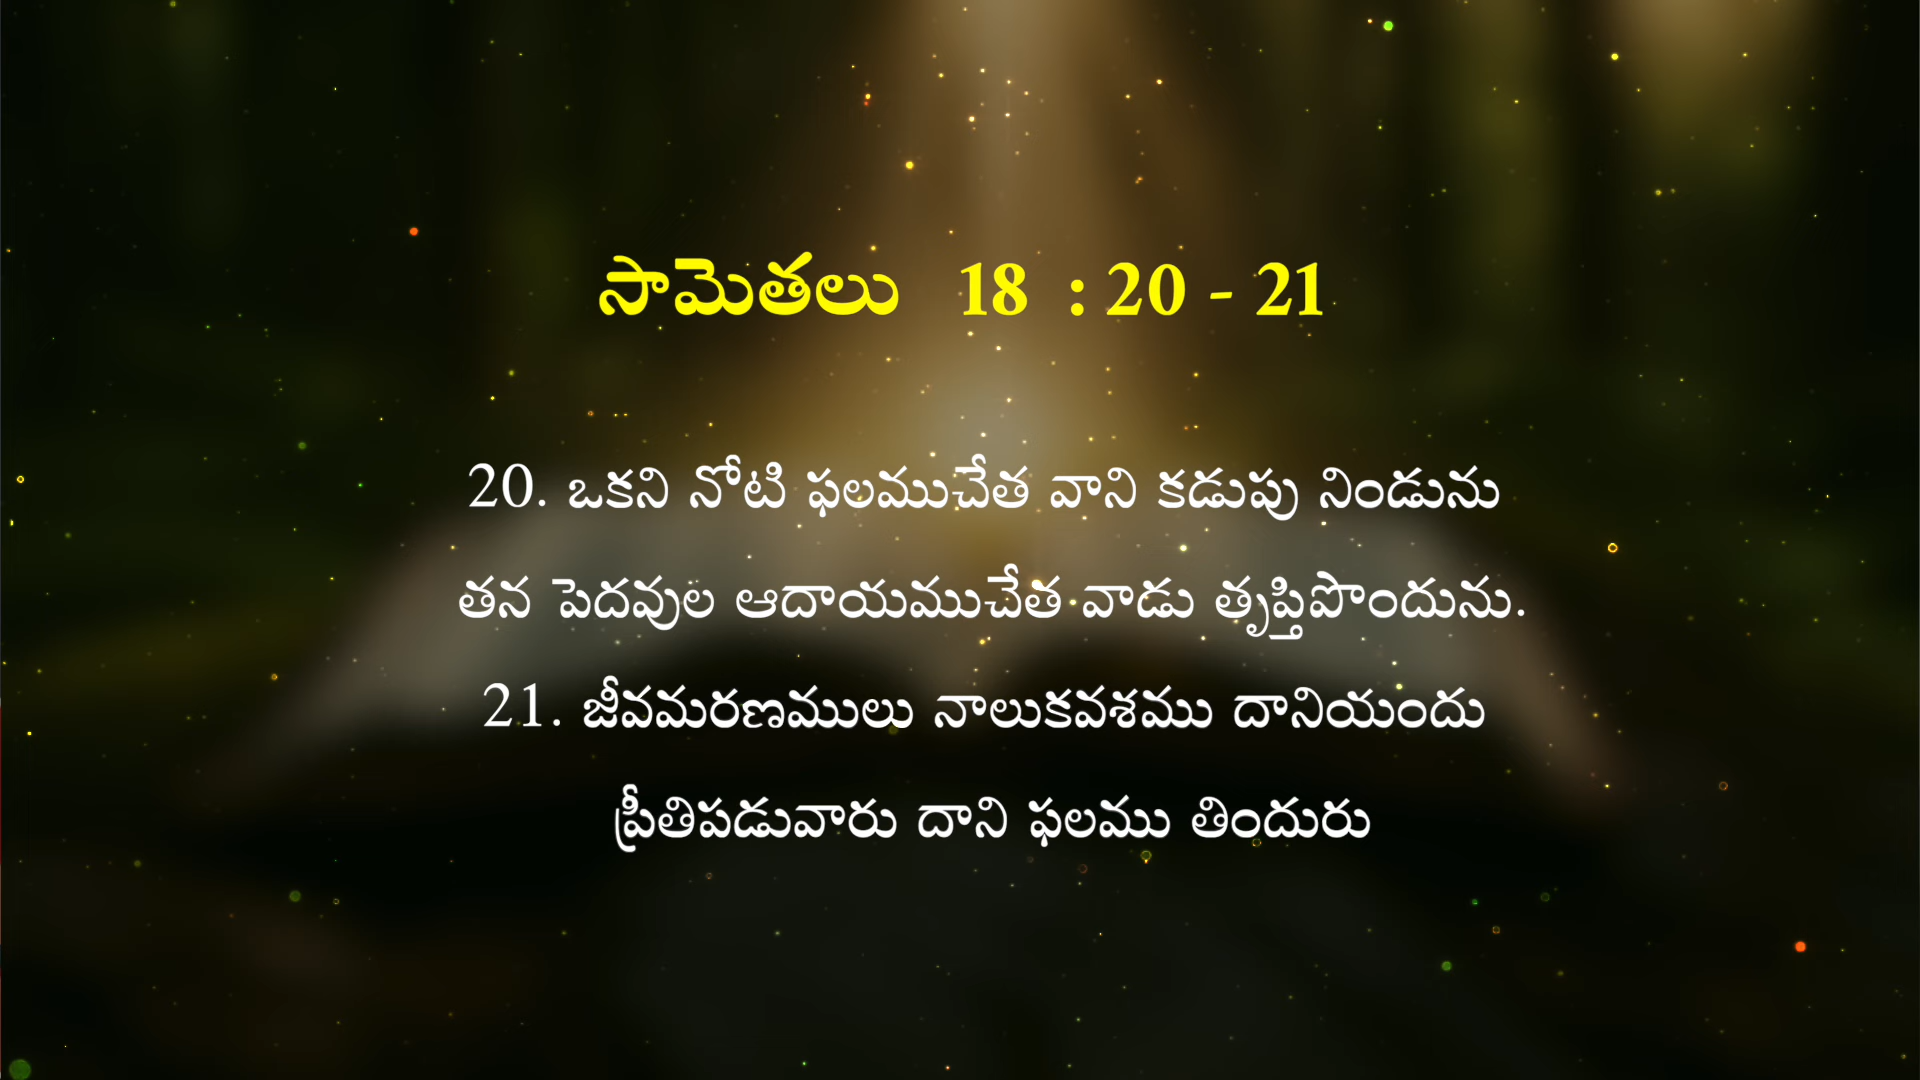 సామెతలు 18 : 20 - 21
20. ఒకని నోటి ఫలముచేత వాని కడుపు నిండును
తన పెదవుల ఆదాయముచేత వాడు తృప్తిపొందును.
21. జీవమరణములు నాలుకవశము దానియందు
ప్రీతిపడువారు దాని ఫలము తిందురు